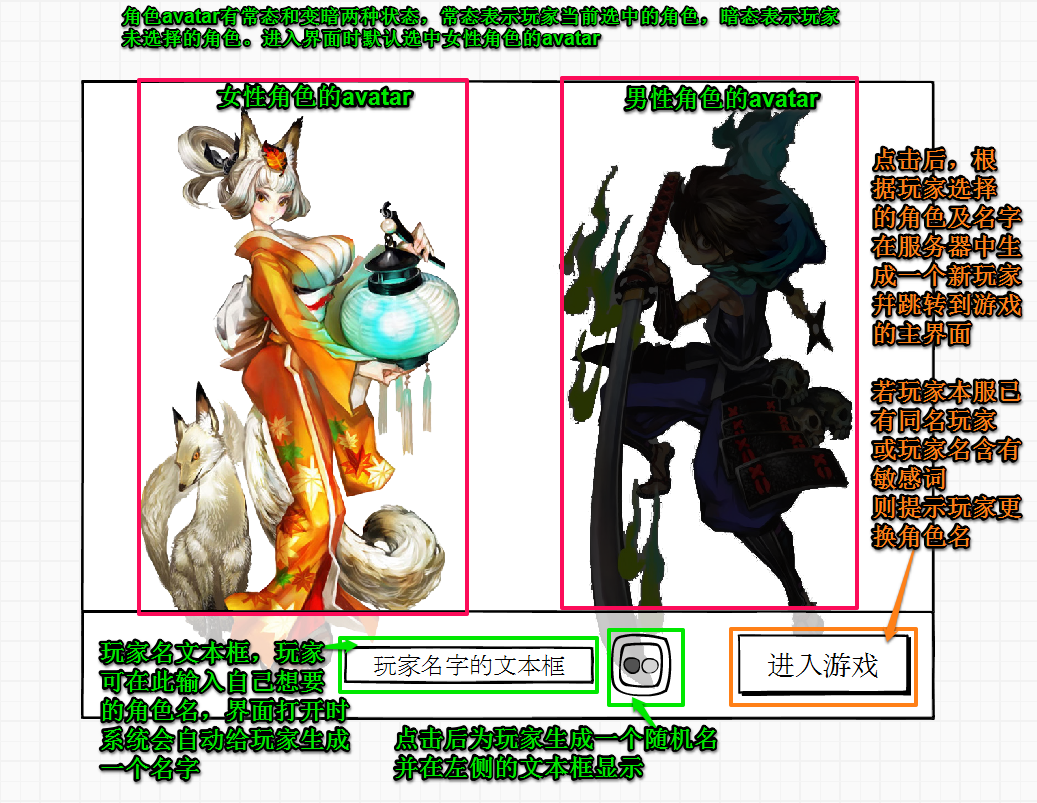 角色avatar有常态和变暗两种状态，常态表示玩家当前选中的角色，暗态表示玩家
未选择的角色。进入界面时默认选中女性角色的avatar
女性角色的avatar
男性角色的avatar
点击后，根
据玩家选择
的角色及名字
在服务器中生
成一个新玩家
并跳转到游戏
的主界面
若玩家本服已
有同名玩家
或玩家名含有
敏感词
则提示玩家更
换角色名
玩家名文本框，玩家
可在此输入自己想要
的角色名，界面打开时
系统会自动给玩家生成
一个名字
玩家名字的文本框
进入游戏
点击后为玩家生成一个随机名
并在左侧的文本框显示